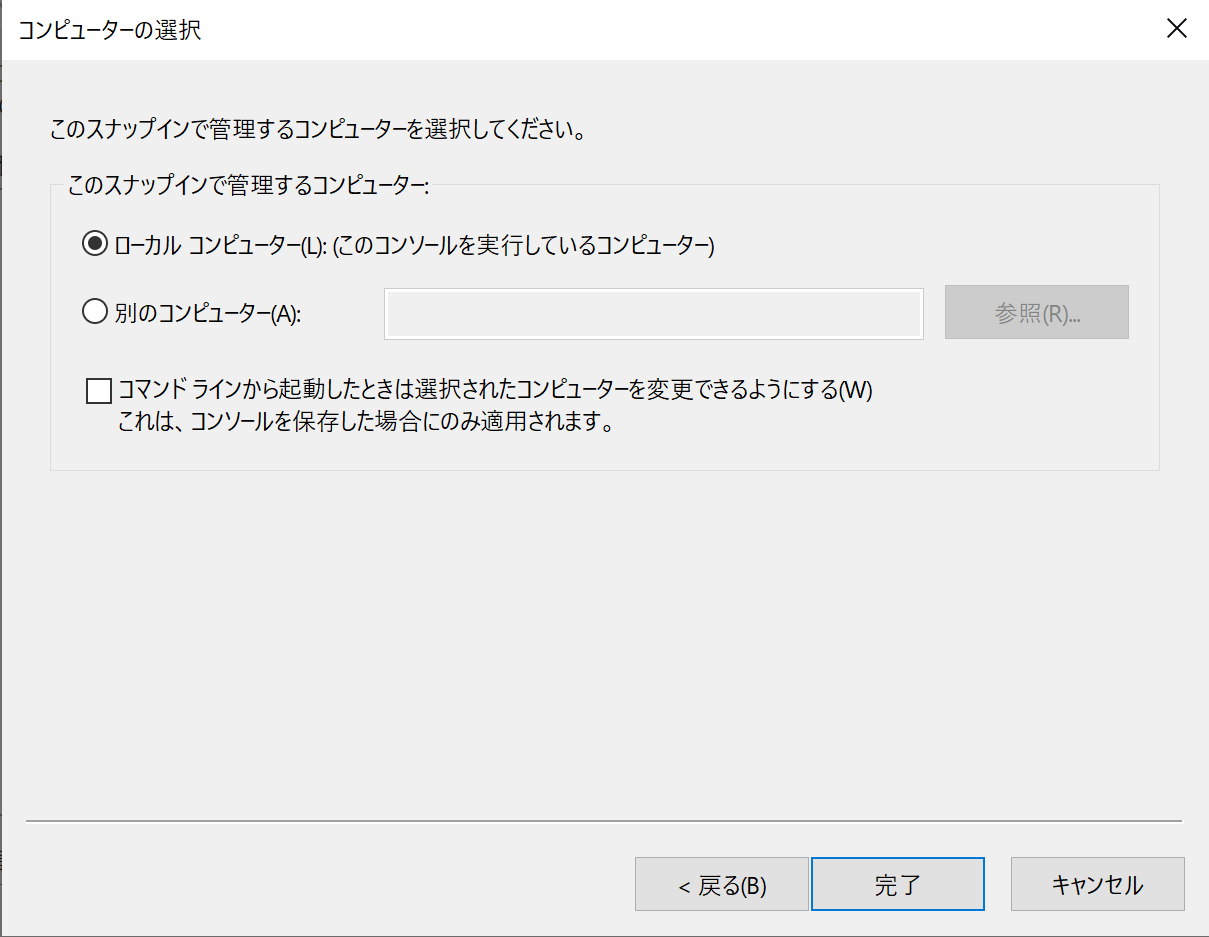 コンピューターの選択
このスナップインで管理するコンピューターを選択してください。
このスナップインで管理するコンピューター:
ローカル コンピューター(L): (このコンソールを実行しているコンピューター)
別のコンピューター(A):
参照(R)...
コマンド ラインから起動したときは選択されたコンピューターを変更できるようにする(W)
これは、コンソールを保存した場合にのみ適用されます。
< 戻る(B)
完了
キャンセル